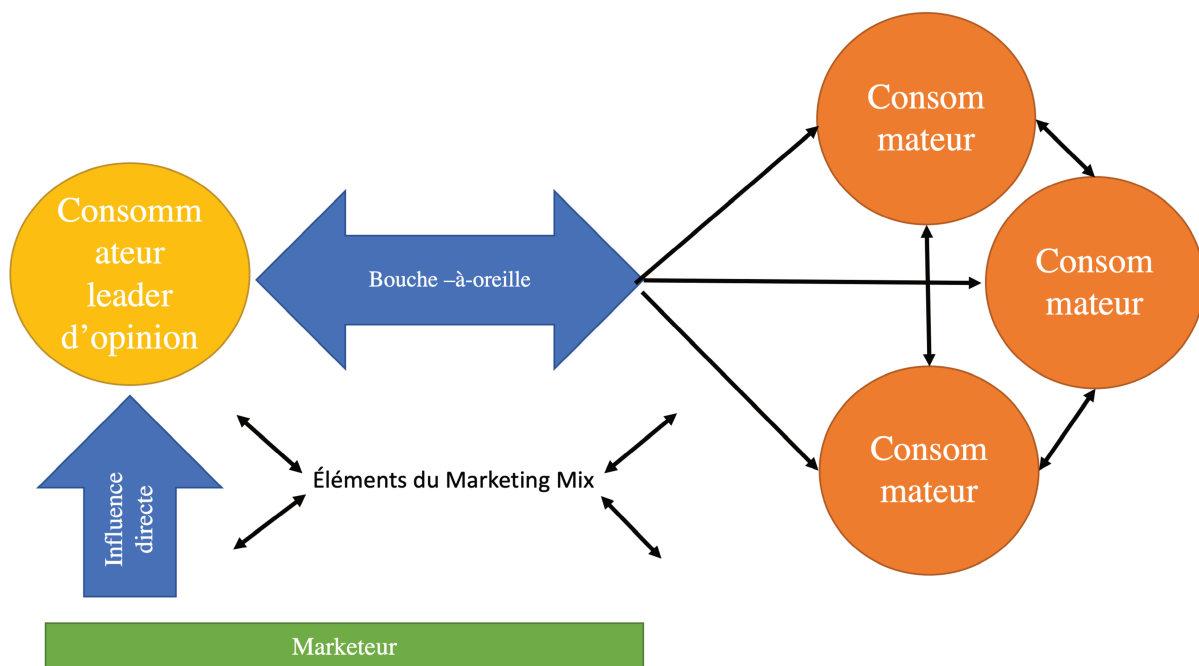 Consom
mateur
Consomm
ateur
leader
d’opinion
Bouche –à-oreille
Consom
mateur
Consom
mateur
Éléments du Marketing Mix
Influence
directe
Marketeur